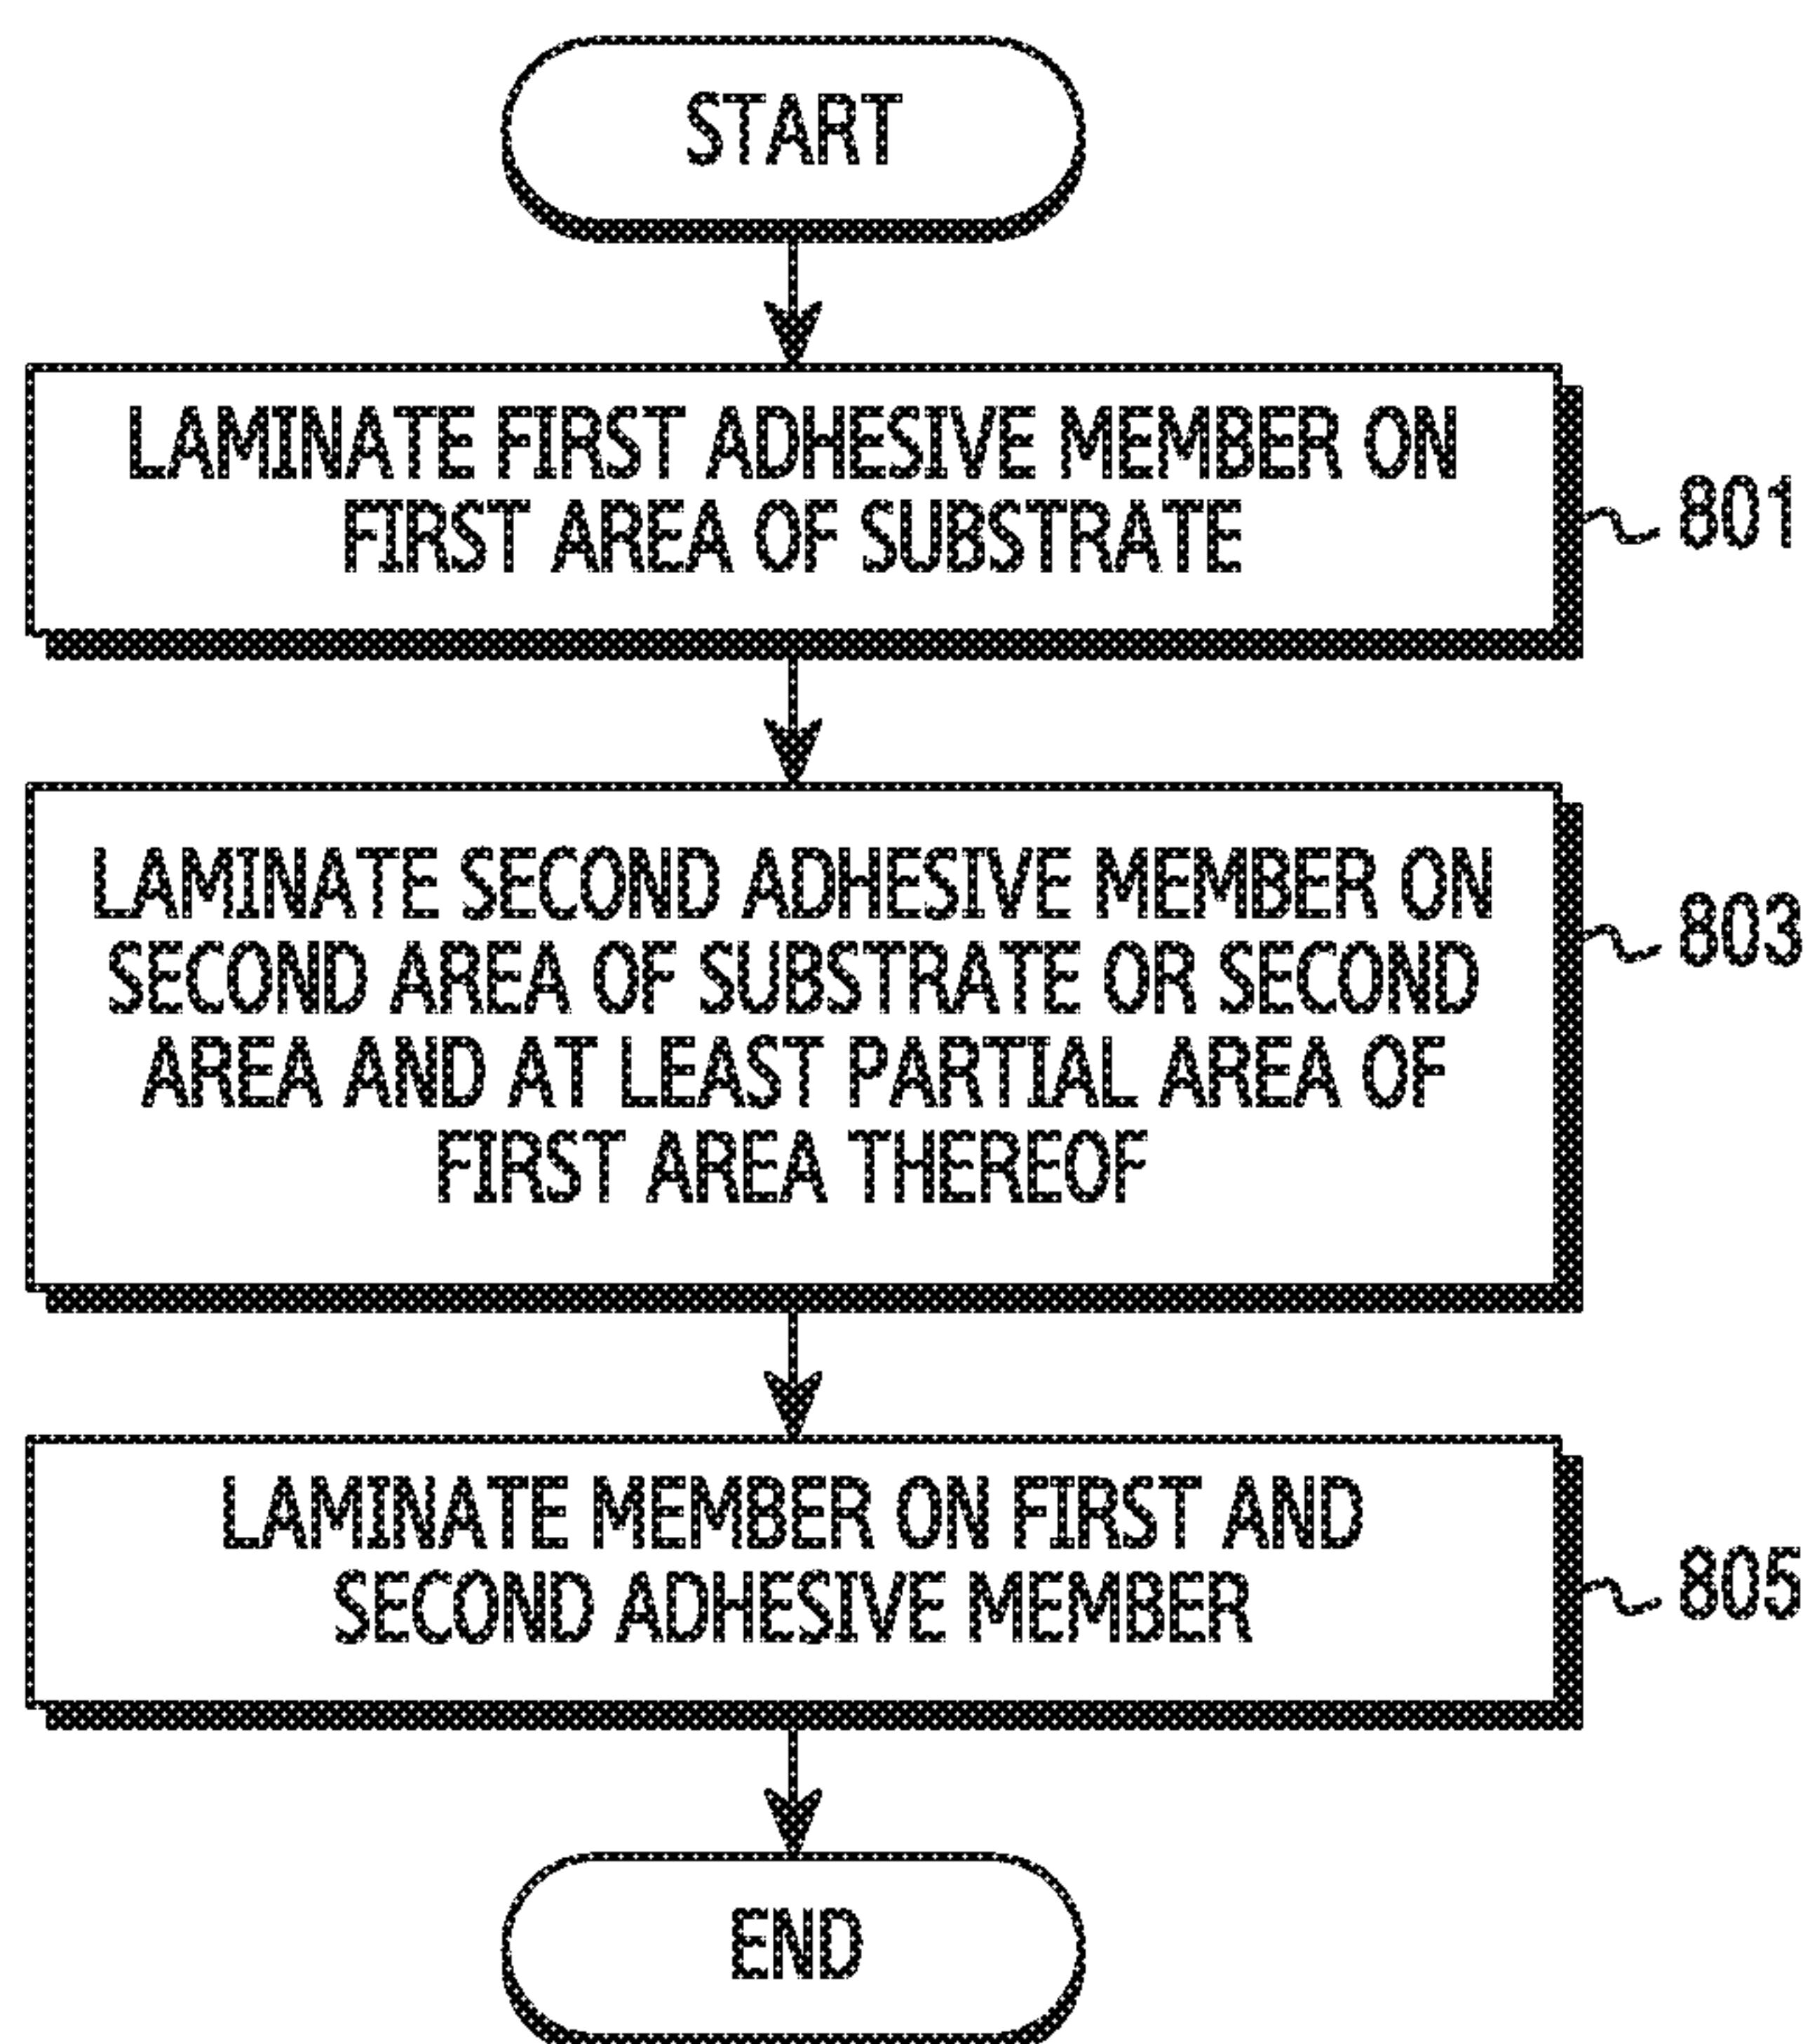 START
LAMINATE FIRST ADHESIVE MEMBER ON
FIRST AREA OF SUBSTRATE
801
LAMINATE SECOND ADHESIVE MEMBER ON
SECOND AREA OF SUBSTRATE OR SECOND
AREA AND AT LEAST PARTIAL AREA OF
FIRST AREA THEREOF
803
LAMINATE MEMBER ON FIRST AND
SECOND ADHESIVE MEMBER
805
END